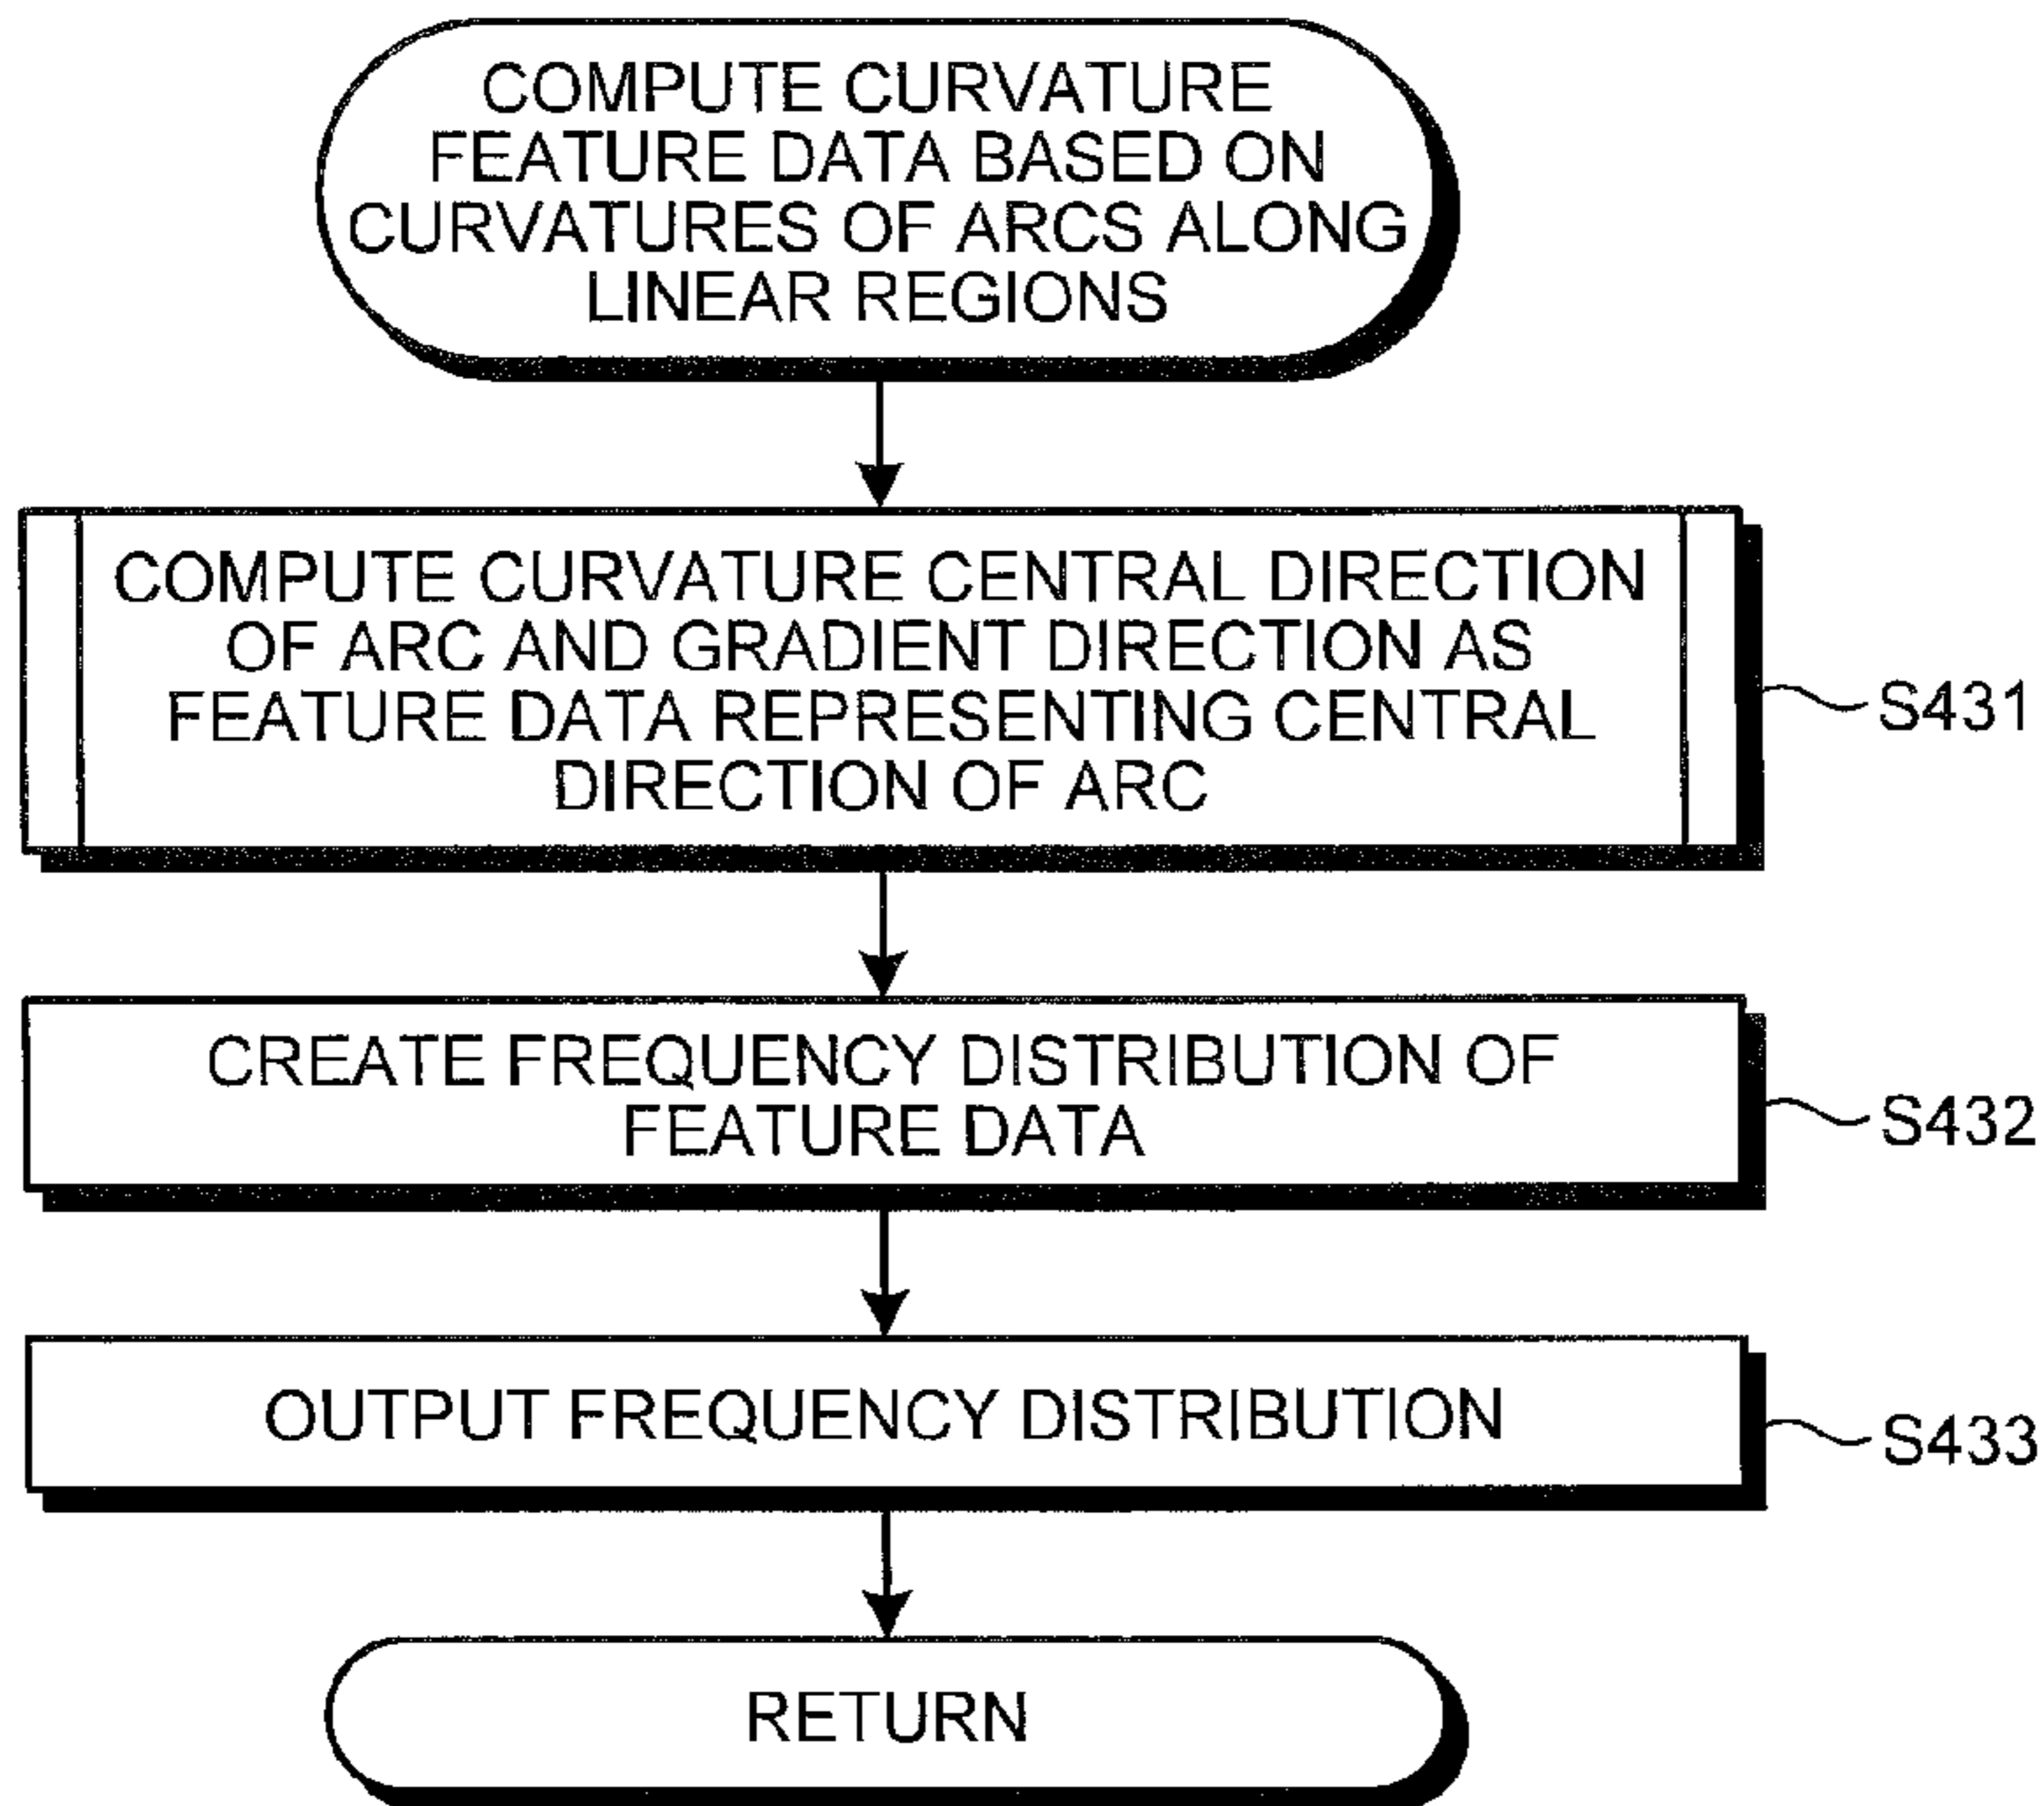 COMPUTE CURVATURE
FEATURE DATA BASED ON
CURVATURES OF ARCS ALONG
LINEAR REGIONS
COMPUTE CURVATURE CENTRAL DIRECTION
OF ARC AND GRADIENT DIRECTION AS
FEATURE DATA REPRESENTING CENTRAL
DIRECTION OF ARC
S431
CREATE FREQUENCY DISTRIBUTION OF
FEATURE DATA
S432
OUTPUT FREQUENCY DISTRIBUTION
S433
RETURN